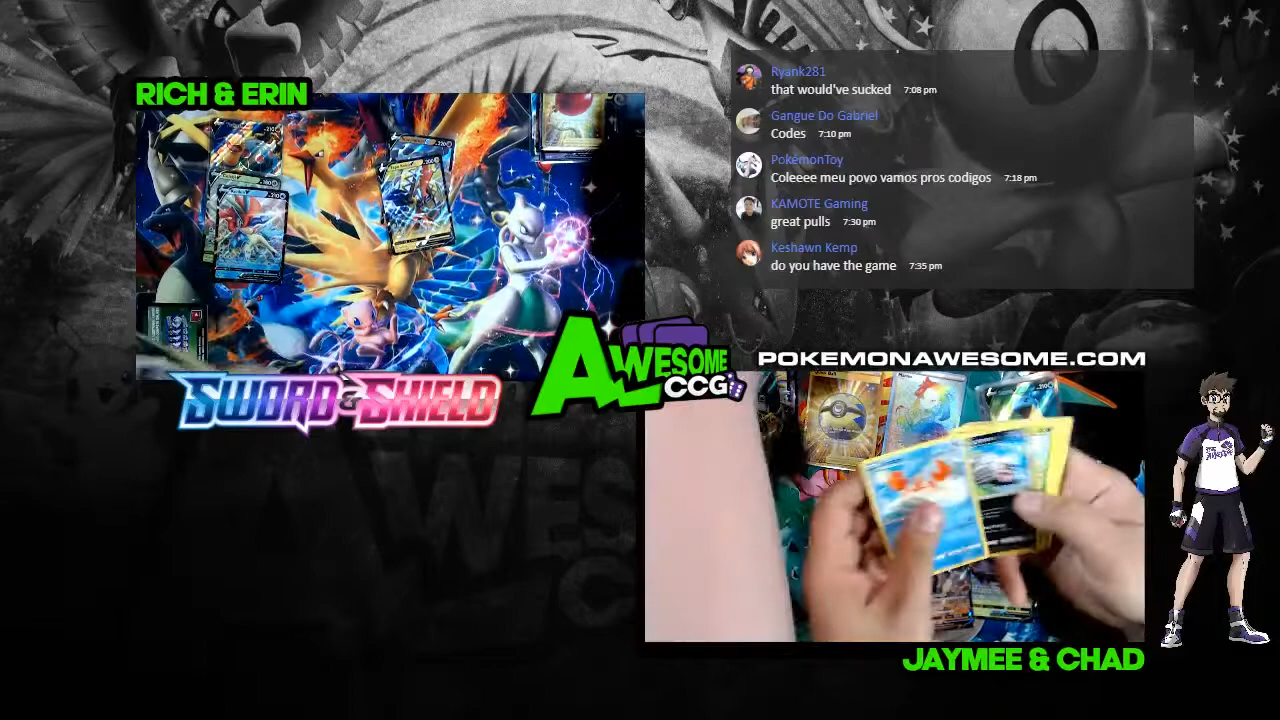 RICH & ERIN
Ryank281
that would've sucked 7:08 pm
Gangue Do Gabriel
Codes 7:10 pm
PokémonToy
Coleeee meu povo vamos pros codigos 7:18 pm
KAMOTE Gaming
great pulls 7:30 pm
Keshawn Kemp
do you have the game 7:35 pm
AWESOME
CCG
POKEMONAWESOME.COM
SWORD & SHIELD
JAYMEE & CHAD